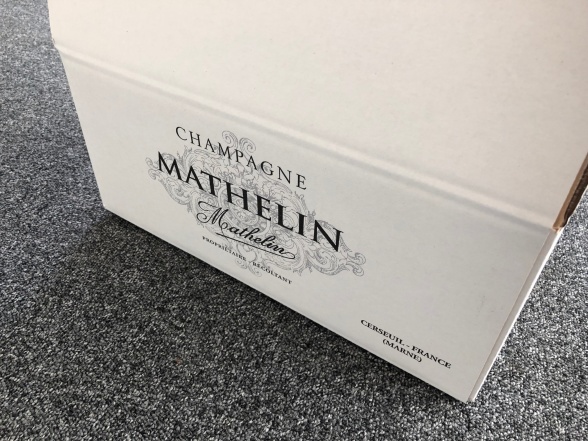 CHAMPAGNE
MATHELIN
Mathelin
PROPRIÉTAIRE - RÉCOLTANT
CERSEUIL - FRANCE
(MARNE)